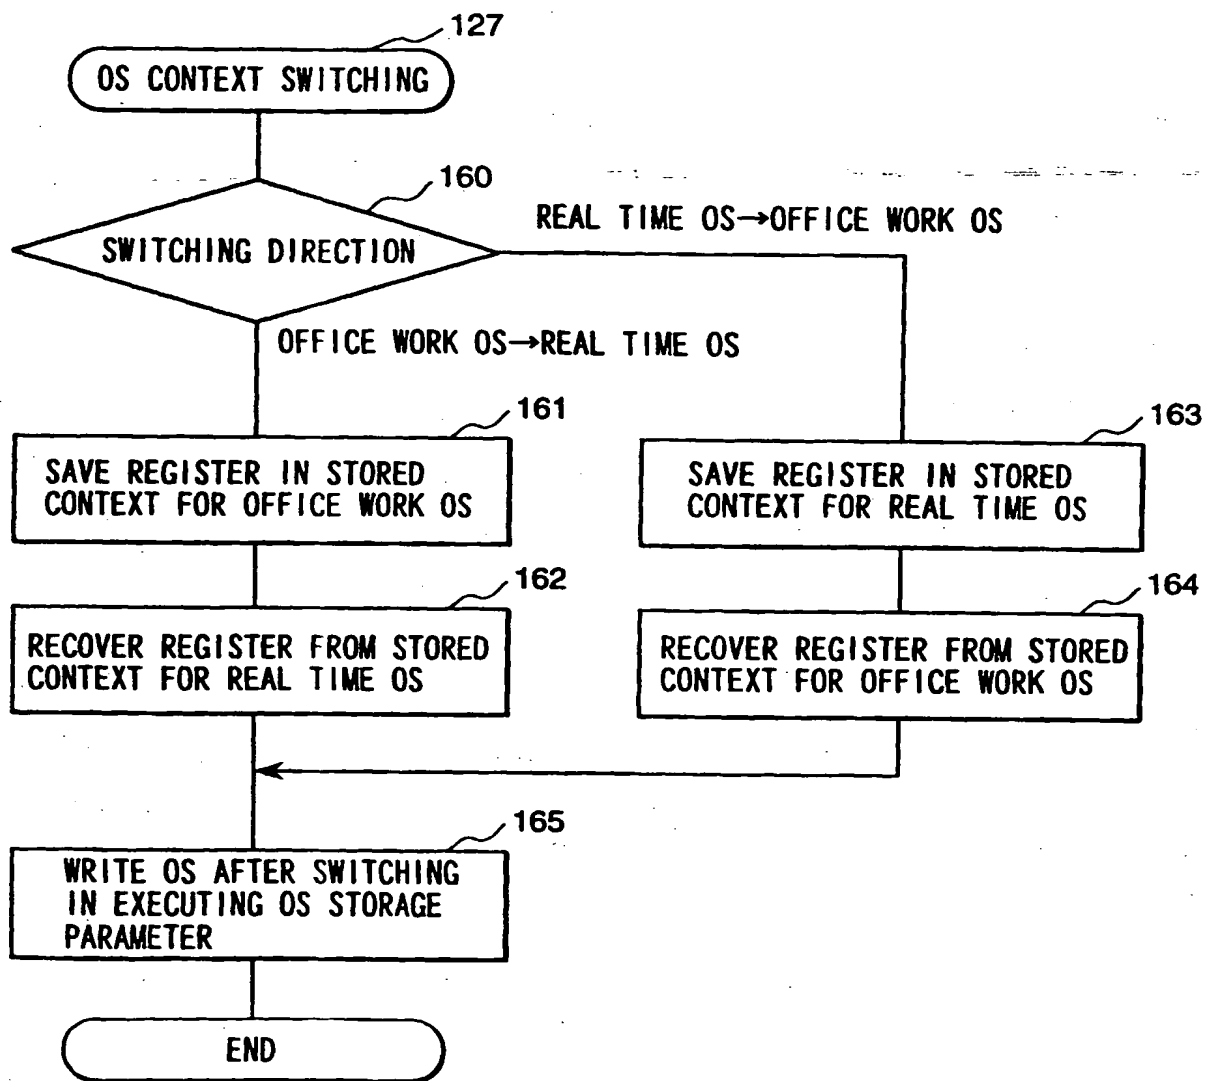 127
OS CONTEXT SWITCHING
160
SWITCHING DIRECTION
REAL TIME OS→OFFICE WORK OS
OFFICE WORK OS→REAL TIME OS
161
SAVE REGISTER IN STORED
CONTEXT FOR OFFICE WORK OS
163
SAVE REGISTER IN STORED
CONTEXT FOR REAL TIME OS
162
RECOVER REGISTER FROM STORED
CONTEXT FOR REAL TIME OS
164
RECOVER REGISTER FROM STORED
CONTEXT FOR OFFICE WORK OS
165
WRITE OS AFTER SWITCHING
IN EXECUTING OS STORAGE
PARAMETER
END